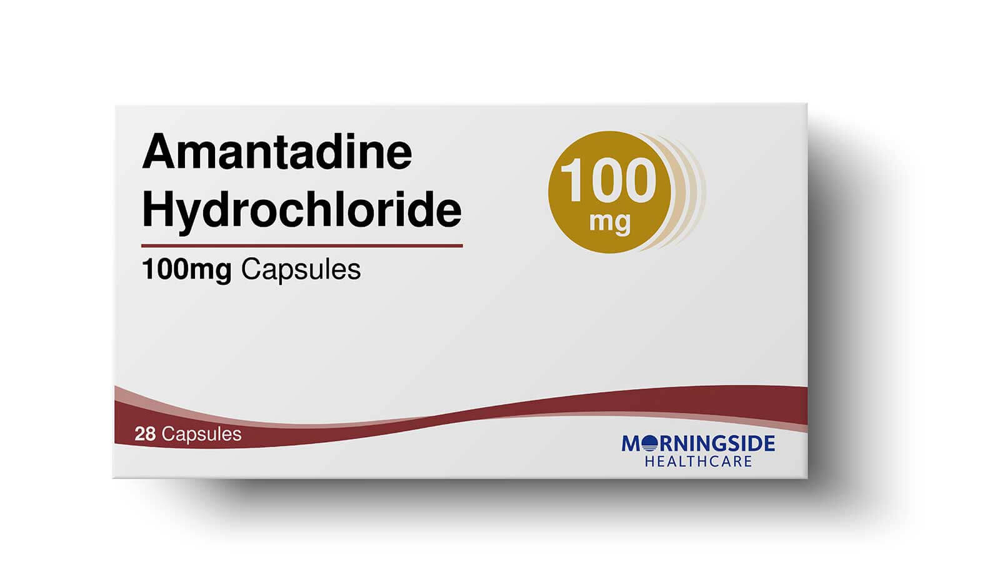 Amantadine
Hydrochloride
100mg Capsules
100
mg
28 Capsules
MORNINGSIDE
HEALTHCARE